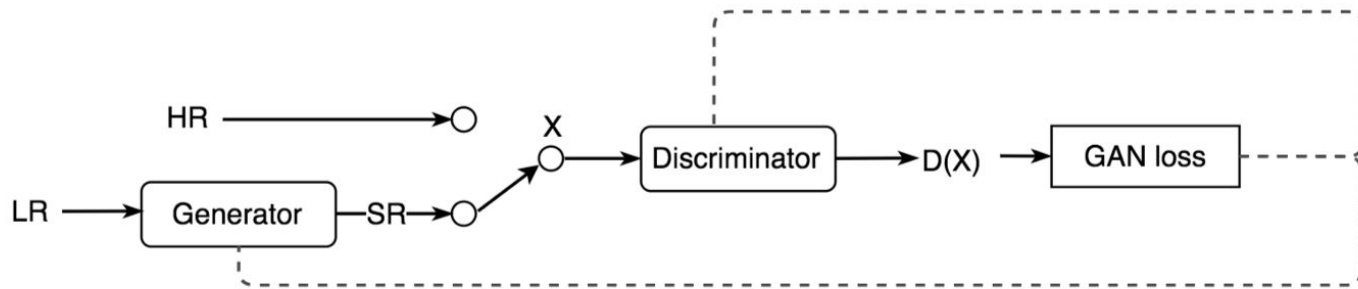 HR
X
Discriminator
D(X)
GAN loss
LR
Generator
SR